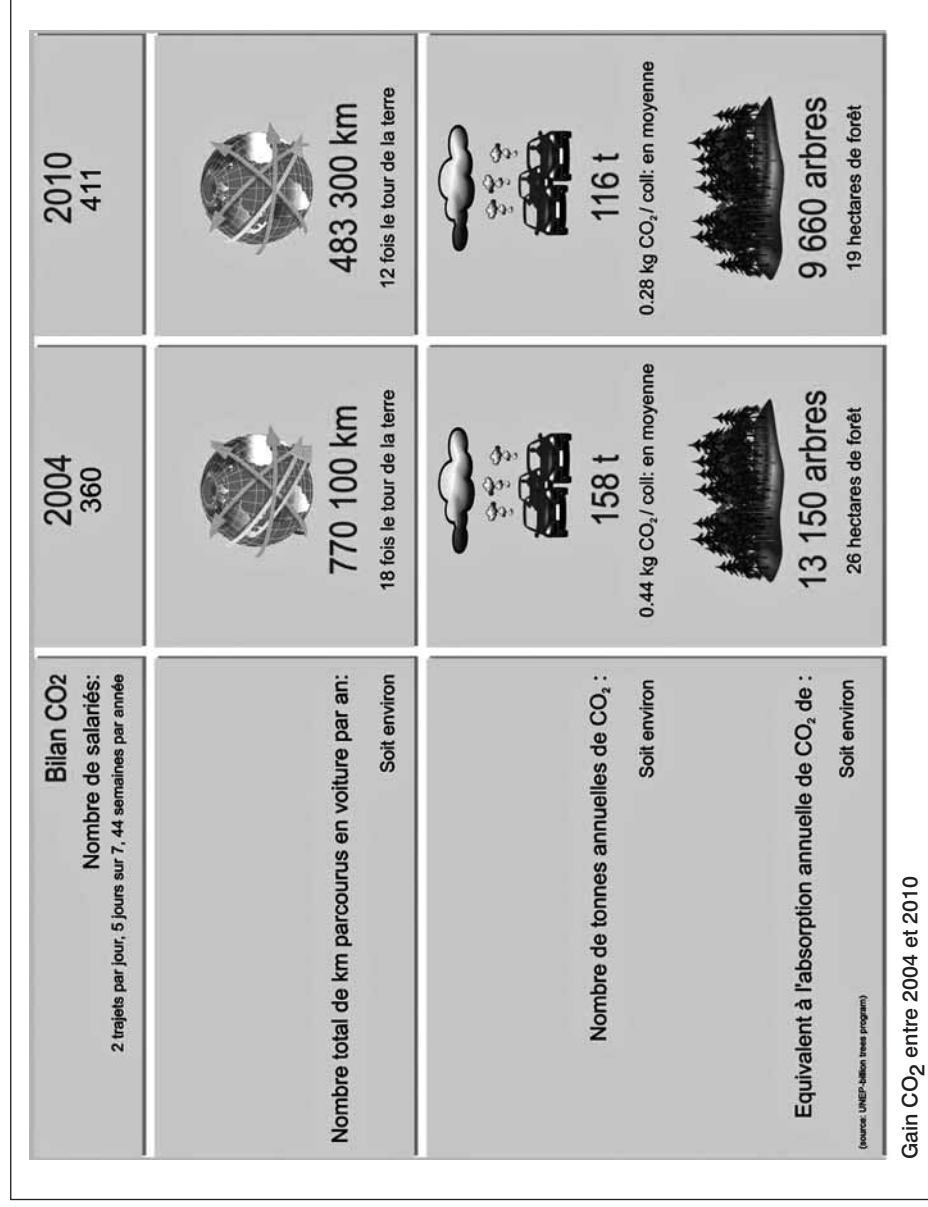 Bilan CO2
Nombre de salariés:
2 trajets par jour, 5 jours sur 7, 44 semaines par année
2004
360
2010
411
Nombre total de km parcourus en voiture par an:
Soit environ
770 100 km
18 fois le tour de la terre
483 300 km
12 fois le tour de la terre
Nombre de tonnes annuelles de CO₂ :
Soit environ
158 t
0.44 kg CO₂/ coll: en moyenne
116 t
0.28 kg CO₂/ coll: en moyenne
Equivalent à l'absorption annuelle de CO₂ de :
Soit environ
(source: UNEP-billion trees program)
13 150 arbres
26 hectares de forêt
9 660 arbres
19 hectares de forêt
Gain CO₂ entre 2004 et 2010